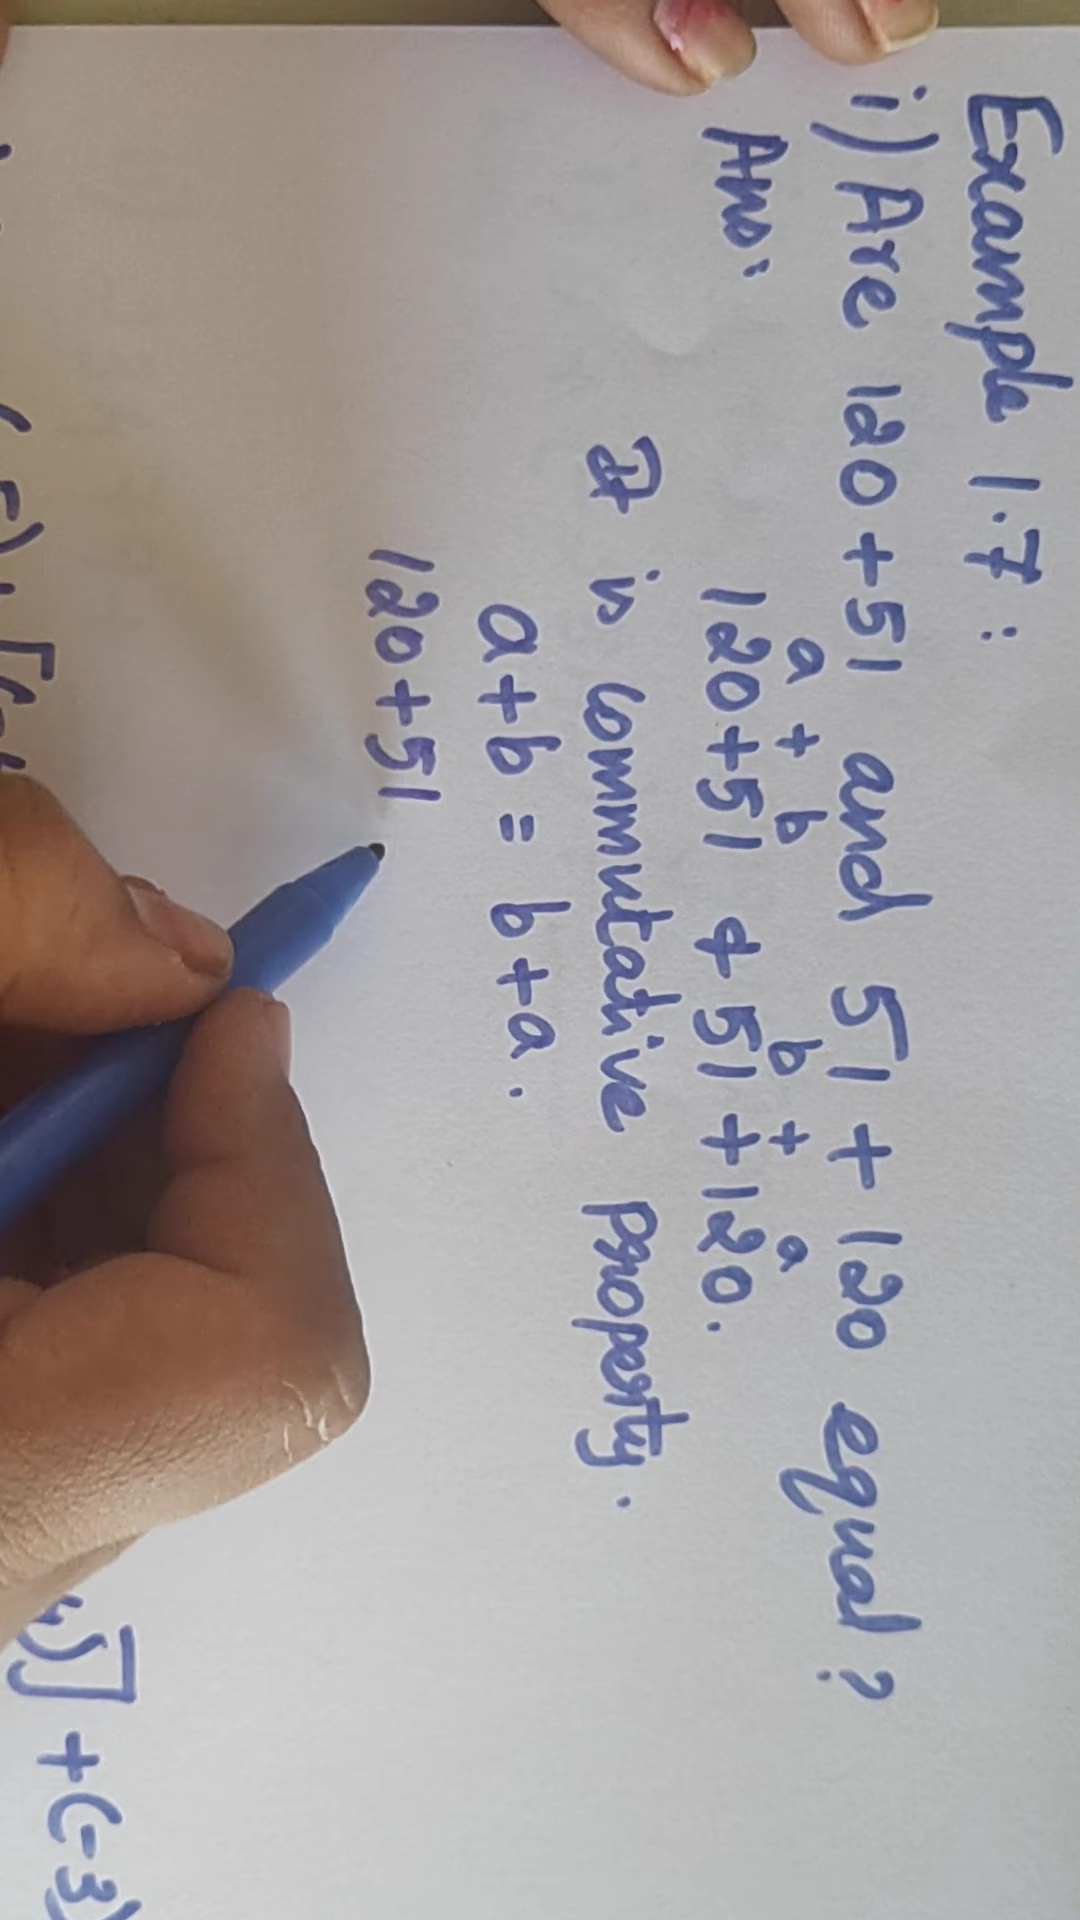 Example 1.7:
i) Are 120+51 and 51+120 equal?
a + b b + a
Ans: 120+51 & 51+120.
It is commutative property.
a+b = b+a.
120+51
+(-3)